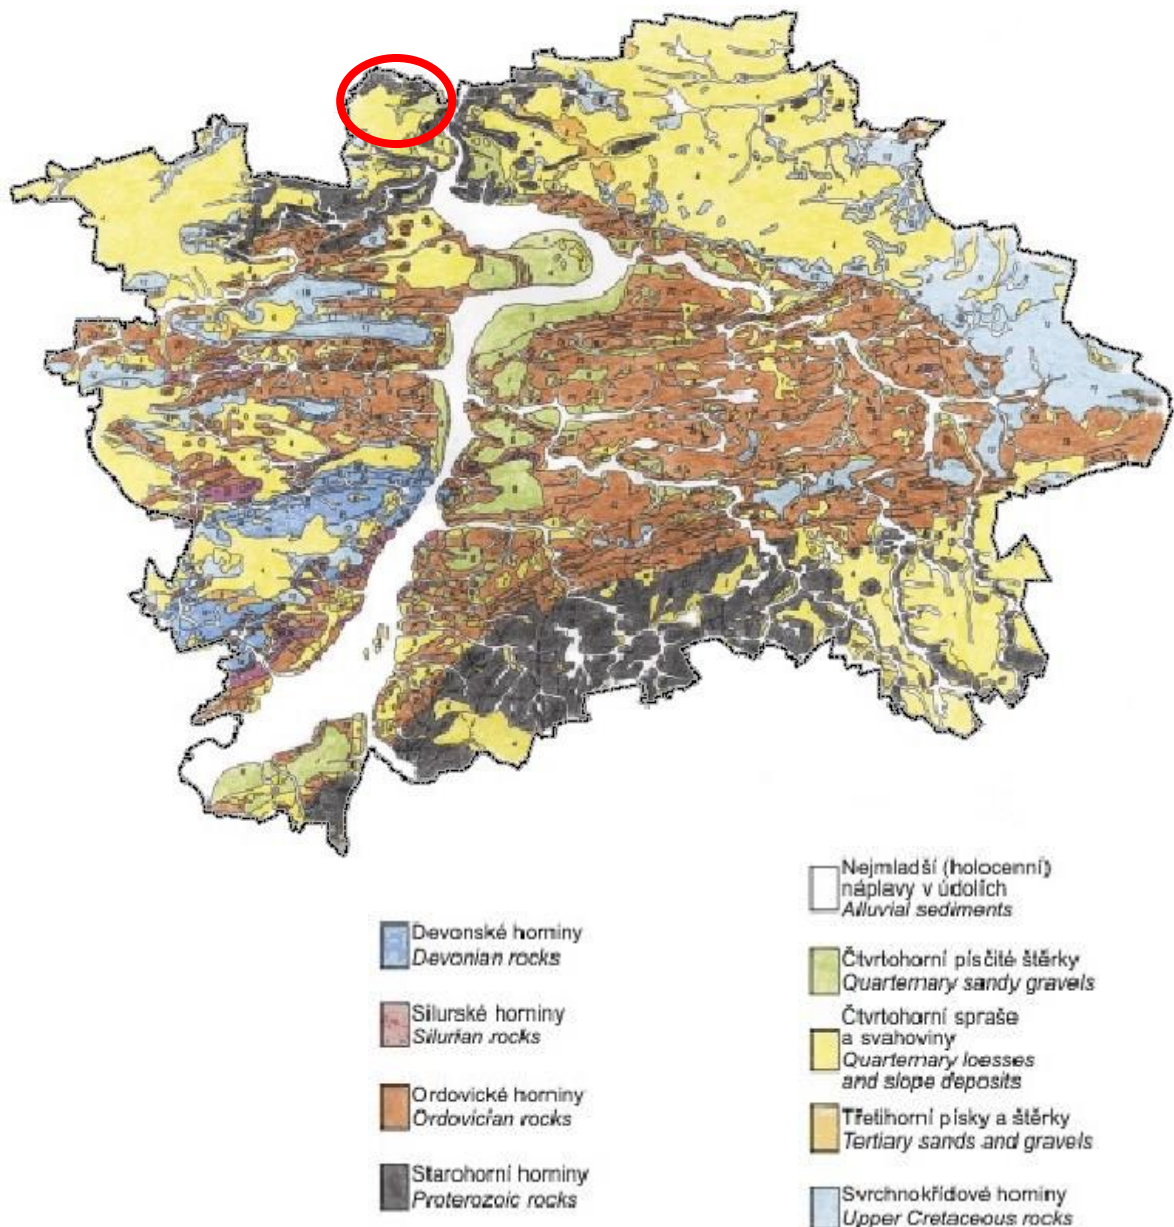 Devonské horniny
Devonian rocks
Silurské horniny
Silurian rocks
Ordovické horniny
Ordovician rocks
Starohorní horniny
Proterozoic rocks
Nejmladší (holocenní)
náplavy v údolích
Alluvial sediments
Čtvrtohorní písčité štěrky
Quarternary sandy gravels
Čtvrtohorní spraše
a svahoviny
Quarternary loesses
and slope deposits
Třetihorní písky a štěrky
Tertiary sands and gravels
Svrchnokřídové horniny
Upper Cretaceous rocks